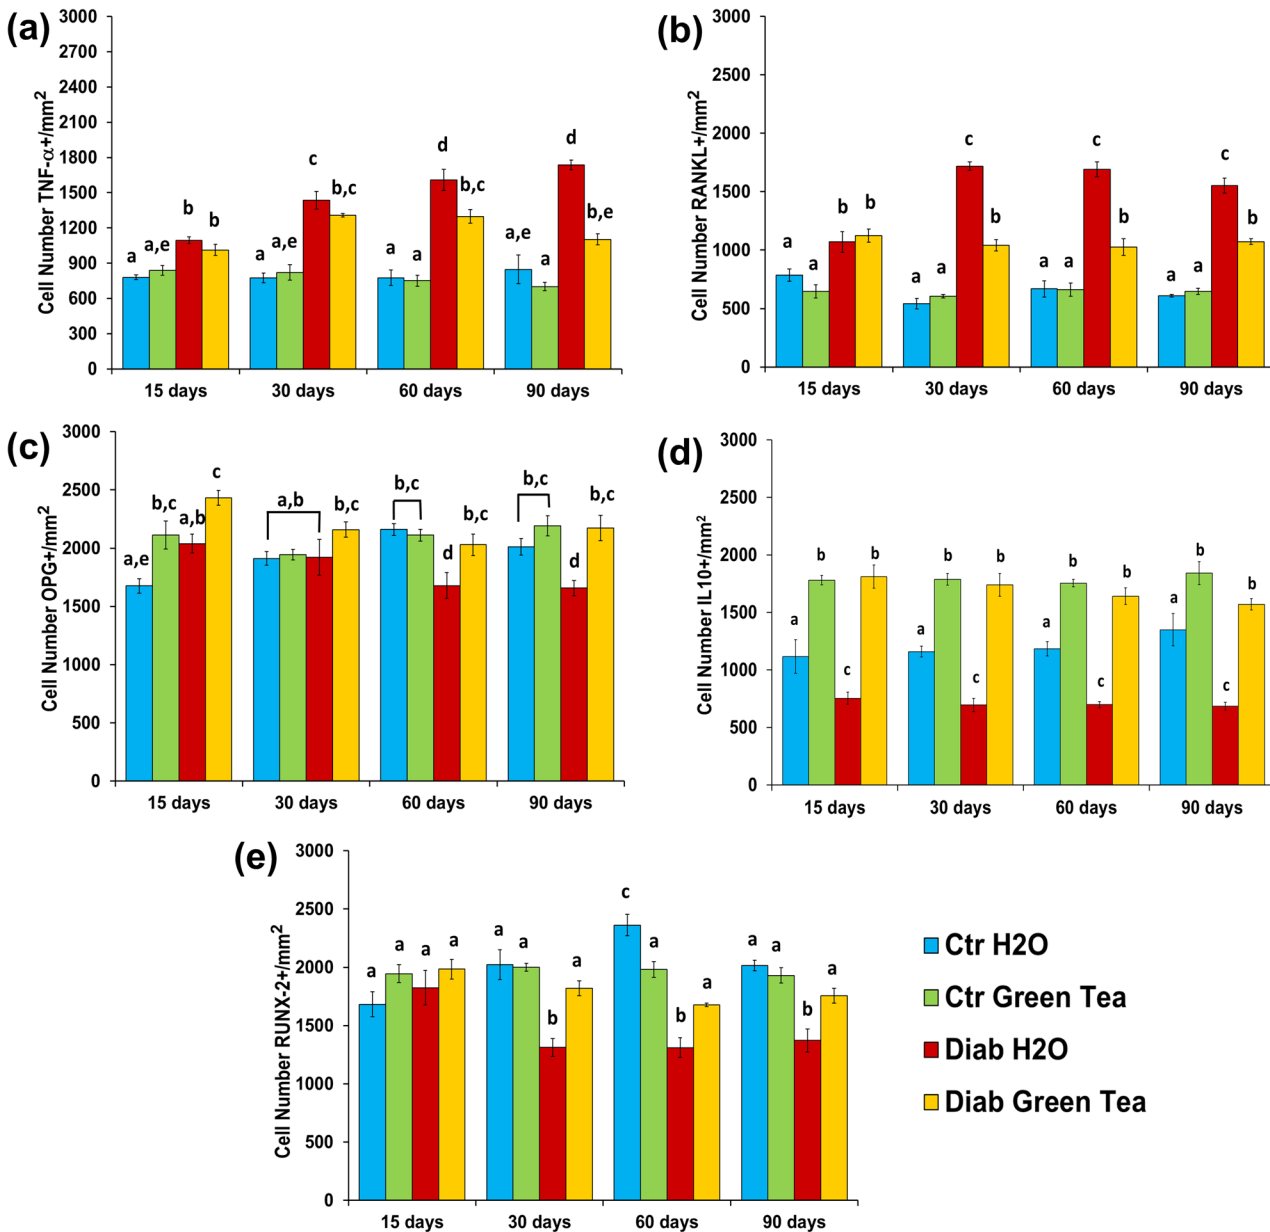 (a)
Cell Number TNF-α+/mm2
3000
2700
2400
2100
1800
1500
1200
900
600
300
0
a a,e b b
a a,e c b,c
a a d b,c
a,e a d b,e
15 days 30 days 60 days 90 days
(b)
Cell Number RANKL+/mm2
3000
2500
2000
1500
1000
500
0
a a b b
a a c b
a a c b
a a c b
15 days 30 days 60 days 90 days
(c)
Cell Number OPG+/mm2
3000
2500
2000
1500
1000
500
0
a,e b,c a,b c
a,b b,c
b,c d b,c
b,c d b,c
15 days 30 days 60 days 90 days
(d)
Cell Number IL10+/mm2
3000
2500
2000
1500
1000
500
0
a b c b
a b c b
a b c b
a b c b
15 days 30 days 60 days 90 days
(e)
Cell Number RUNX-2+/mm2
3000
2500
2000
1500
1000
500
0
a a a a
a a b a
c a b a
a a b a
15 days 30 days 60 days 90 days
Ctr H2O
Ctr Green Tea
Diab H2O
Diab Green Tea